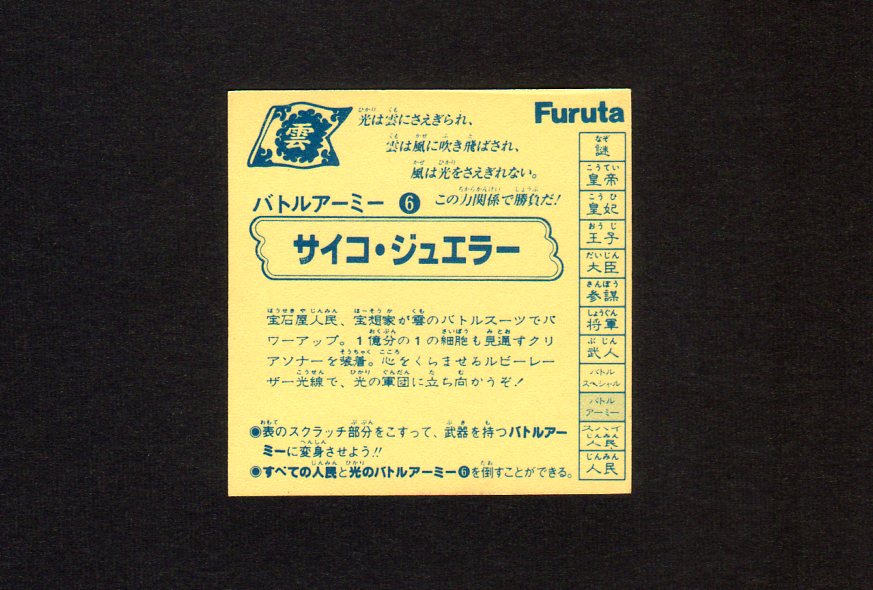 雲
光は雲にさえぎられ、
雲は風に吹き飛ばされ、
風は光をさえぎれない。
この力関係で勝負だ!
Furuta
バトルアーミー 6
サイコ・ジュエラー
宝石屋人民、宝想家が雲のバトルスーツでパ
ワーアップ。1億分の1の細胞も見通すクリ
アソナーを装着。心をくらませるルビーレー
ザー光線で、光の軍団に立ち向かうぞ!
◉表のスクラッチ部分をこすって、武器を持つバトルアー
ミーに変身させよう!!
◉すべての人民と光のバトルアーミー6を倒すことができる。
謎
皇帝
皇妃
王子
大臣
参謀
将軍
武人
バトル
スペシャル
バトル
アーミー
スパイ
人民
人民